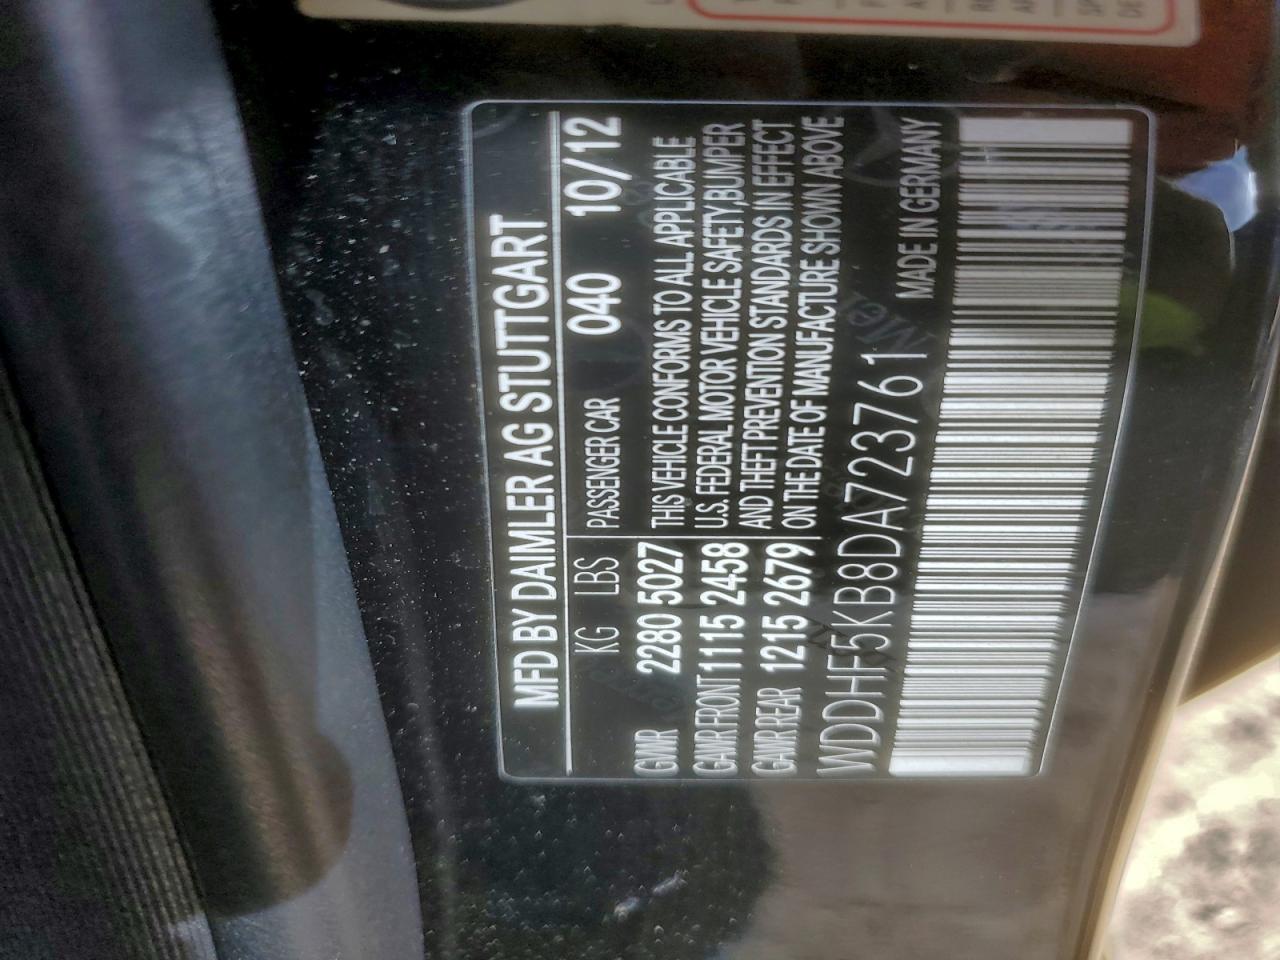 MFD BY DAIMLER AG STUTTGART
KG LBS PASSENGER CAR 040 10/12
GVWR 2280 5027 THIS VEHICLE CONFORMS TO ALL APPLICABLE
GAWR FRONT 1115 2458 U.S. FEDERAL MOTOR VEHICLE SAFETY,BUMPER
GAWR REAR 1215 2679 AND THEFT PREVENTION STANDARDS IN EFFECT
ON THE DATE OF MANUFACTURE SHOWN ABOVE
WDDHF5KB8DA723761 MADE IN GERMANY